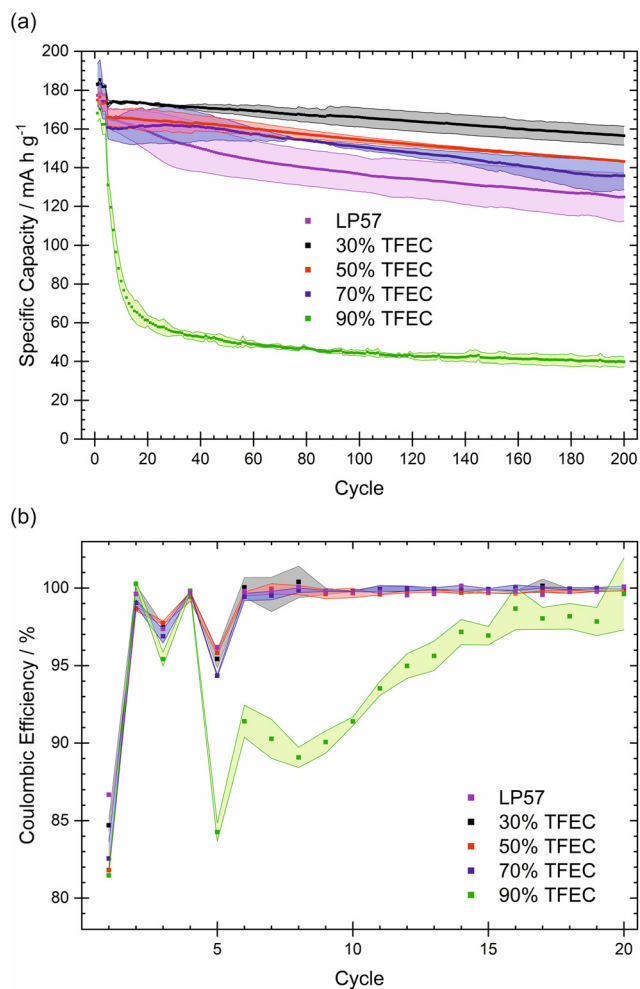 (a)
200
180
160
140
120
100
80
60
40
20
0
Specific Capacity / mA h g⁻¹
LP57
30% TFEC
50% TFEC
70% TFEC
90% TFEC
0 20 40 60 80 100 120 140 160 180 200
Cycle
(b)
100
95
90
85
80
Coulombic Efficiency / %
LP57
30% TFEC
50% TFEC
70% TFEC
90% TFEC
5 10 15 20
Cycle